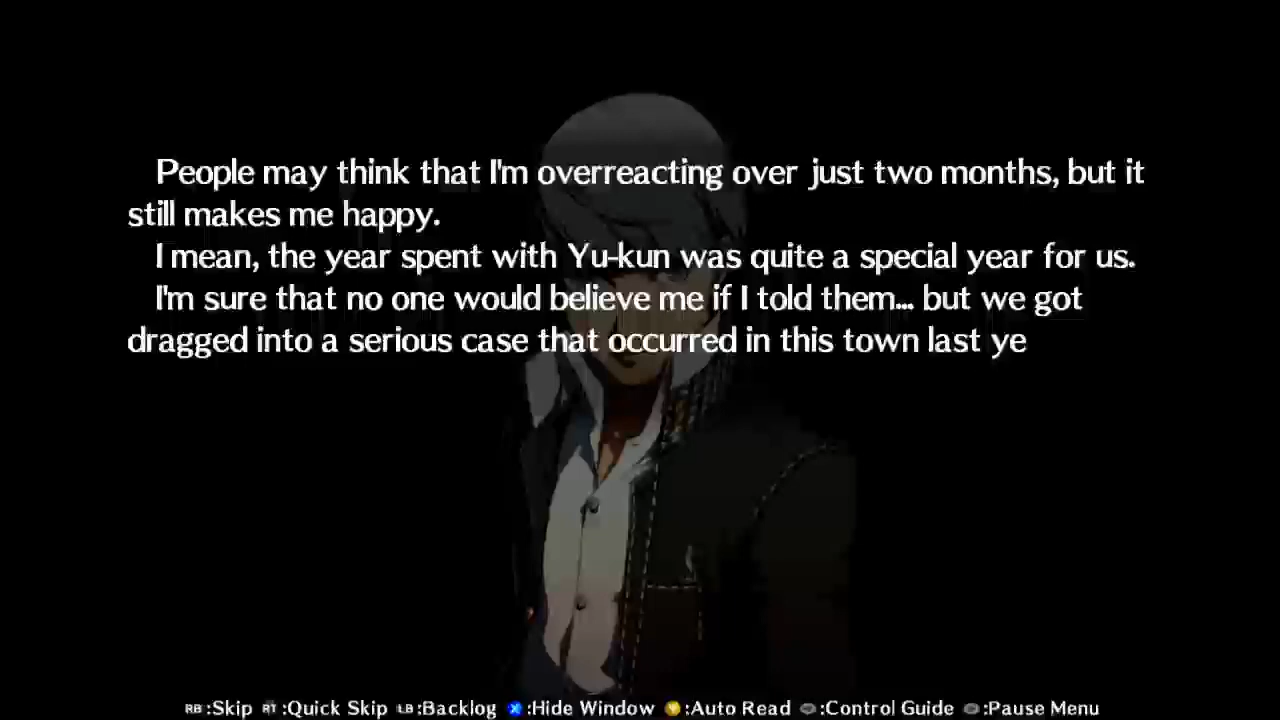 People may think that I'm overreacting over just two months, but it
still makes me happy.
I mean, the year spent with Yu-kun was quite a special year for us.
I'm sure that no one would believe me if I told them... but we got
dragged into a serious case that occurred in this town last ye
RB:Skip RT:Quick Skip LB:Backlog X:Hide Window Y:Auto Read :Control Guide :Pause Menu